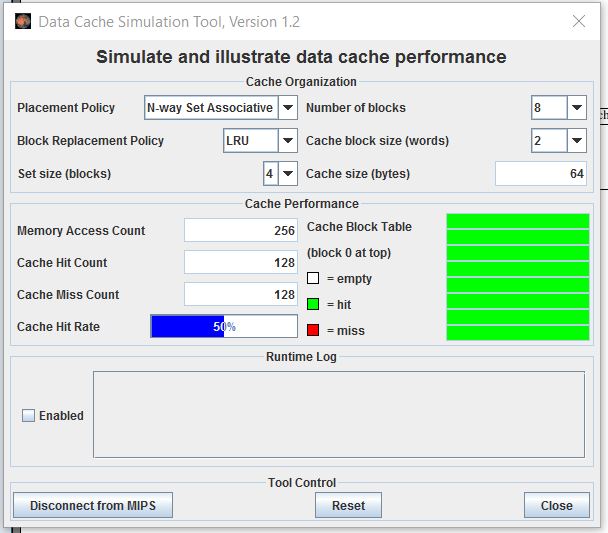 Data Cache Simulation Tool, Version 1.2
Simulate and illustrate data cache performance
Cache Organization
Placement Policy N-way Set Associative Number of blocks 8
Block Replacement Policy LRU Cache block size (words) 2
Set size (blocks) 4 Cache size (bytes) 64
Cache Performance
Memory Access Count 256 Cache Block Table
(block 0 at top)
Cache Hit Count 128
= empty
Cache Miss Count 128
= hit
Cache Hit Rate 50% = miss
Runtime Log
Enabled
Tool Control
Disconnect from MIPS Reset Close